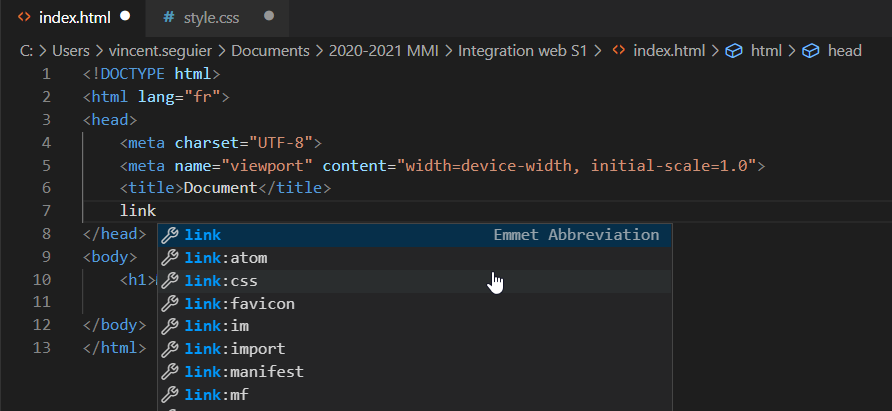 <> index.html # style.css
C: > Users > vincent.seguier > Documents > 2020-2021 MMI > Integration web S1 > <> index.html > html > head
1 <!DOCTYPE html>
2 <html lang="fr">
3 <head>
4 <meta charset="UTF-8">
5 <meta name="viewport" content="width=device-width, initial-scale=1.0">
6 <title>Document</title>
7 link
8 </head> link Emmet Abbreviation
9 <body> link:atom
10 <h1> link:css
11 link:favicon
12 </body> link:im
13 </html> link:import
link:manifest
link:mf